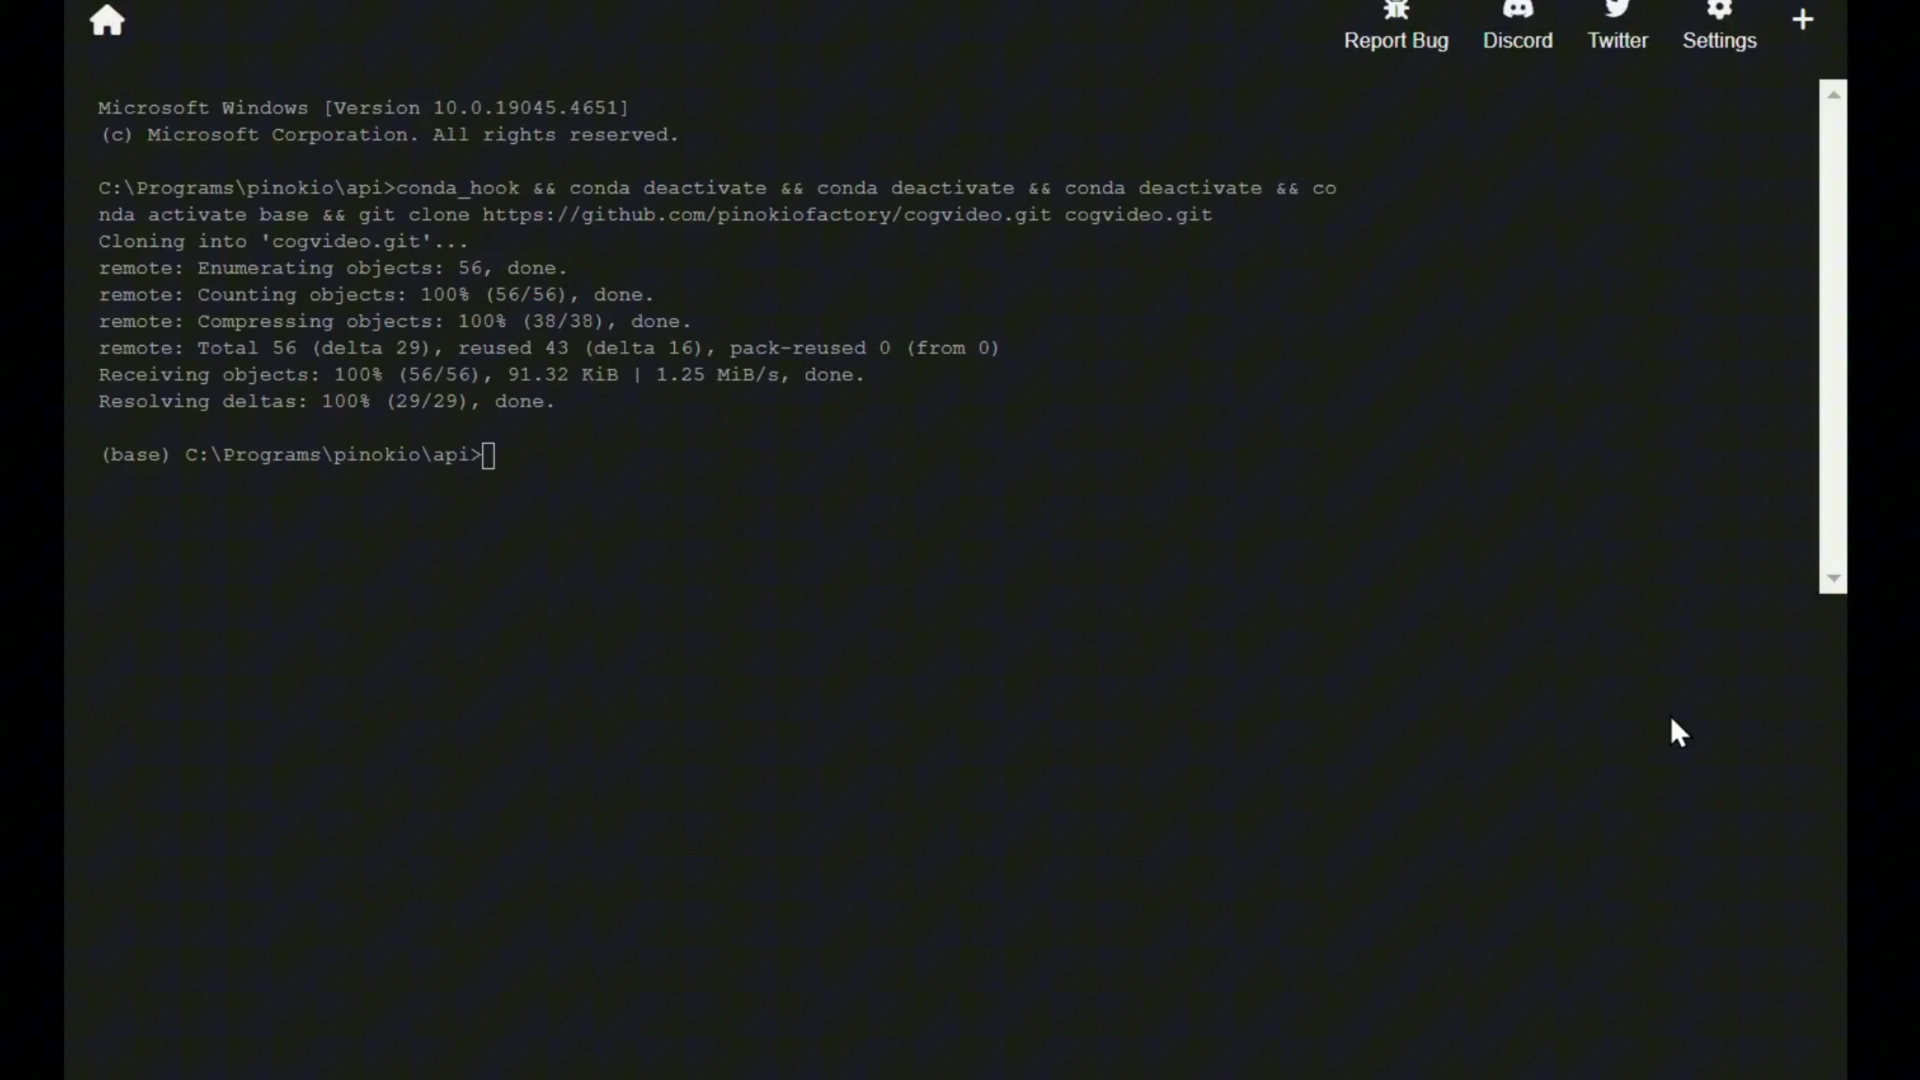 Report Bug Discord Twitter Settings
Microsoft Windows [Version 10.0.19045.4651]
(c) Microsoft Corporation. All rights reserved.
C:\Programs\pinokio\api>conda_hook && conda deactivate && conda deactivate && conda deactivate && co
nda activate base && git clone https://github.com/pinokiofactory/cogvideo.git cogvideo.git
Cloning into 'cogvideo.git'...
remote: Enumerating objects: 56, done.
remote: Counting objects: 100% (56/56), done.
remote: Compressing objects: 100% (38/38), done.
remote: Total 56 (delta 29), reused 43 (delta 16), pack-reused 0 (from 0)
Receiving objects: 100% (56/56), 91.32 KiB | 1.25 MiB/s, done.
Resolving deltas: 100% (29/29), done.
(base) C:\Programs\pinokio\api>